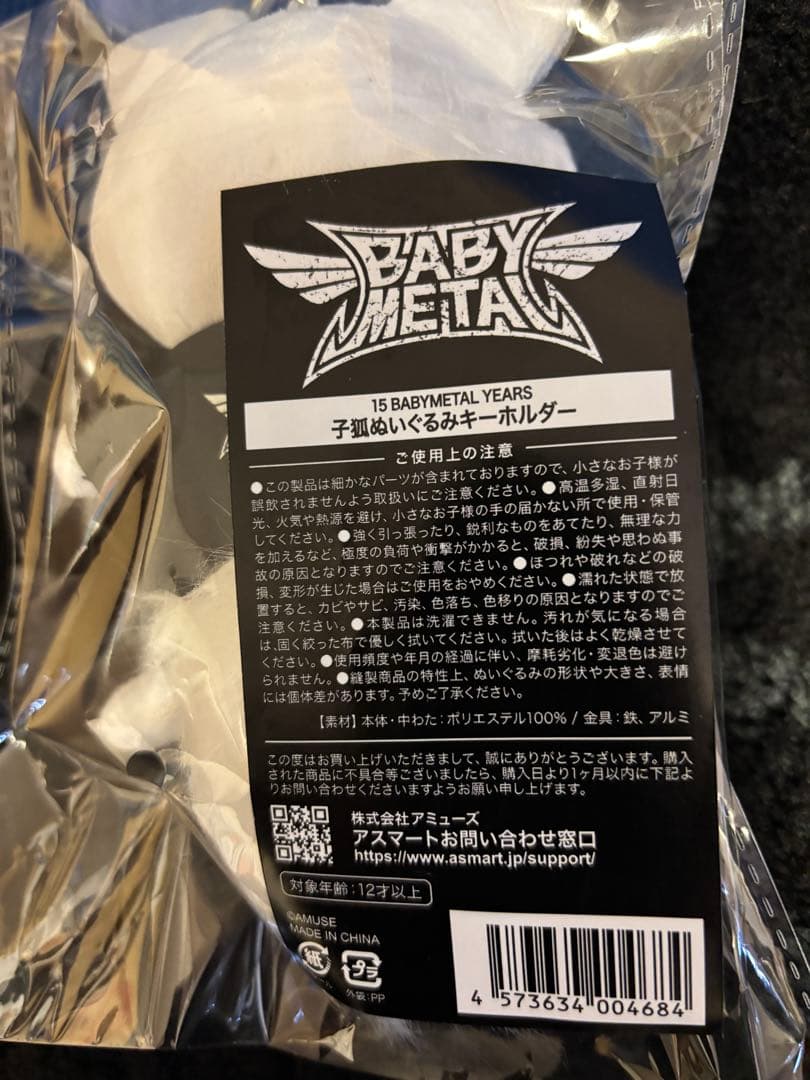 BABY
METAL
15 BABYMETAL YEARS
子狐ぬいぐるみキーホルダー
ご使用上の注意
●この製品は細かなパーツが含まれておりますので、小さなお子様が
誤飲されませんよう取扱いにご注意ください。●高温多湿、直射日
光、火気や熱源を避け、小さなお子様の手の届かない所で使用・保管
してください。●強く引っ張ったり、鋭利なものをあてたり、無理な力
を加えるなど、極度の負荷や衝撃がかかると、破損、紛失や思わぬ事
故の原因となりますのでご注意ください。●ほつれや破れなどの破
損、変形が生じた場合はご使用をおやめください。●濡れた状態で放
置すると、カビやサビ、汚染、色落ち、色移りの原因となりますのでご
注意ください。●本製品は洗濯できません。汚れが気になる場合
は、固く絞った布で優しく拭いてください。拭いた後はよく乾燥させて
ください。●使用頻度や年月の経過に伴い、摩耗劣化・変退色は避け
られません。●縫製商品の特性上、ぬいぐるみの形状や大きさ、表情
には個体差があります。予めご了承ください。
【素材】本体・中わた：ポリエステル100% / 金具：鉄、アルミ
この度はお買い上げいただきまして、誠にありがとうございます。購入
された商品に不具合等ございましたら、購入日より1ヶ月以内に下記よ
りお問い合わせくださいますようお願い申し上げます。
株式会社アミューズ
アスマートお問い合わせ窓口
https://www.asmart.jp/support/
対象年齢：12才以上
©AMUSE
MADE IN CHINA
紙
プラ
外袋：PP
4 573634 004684